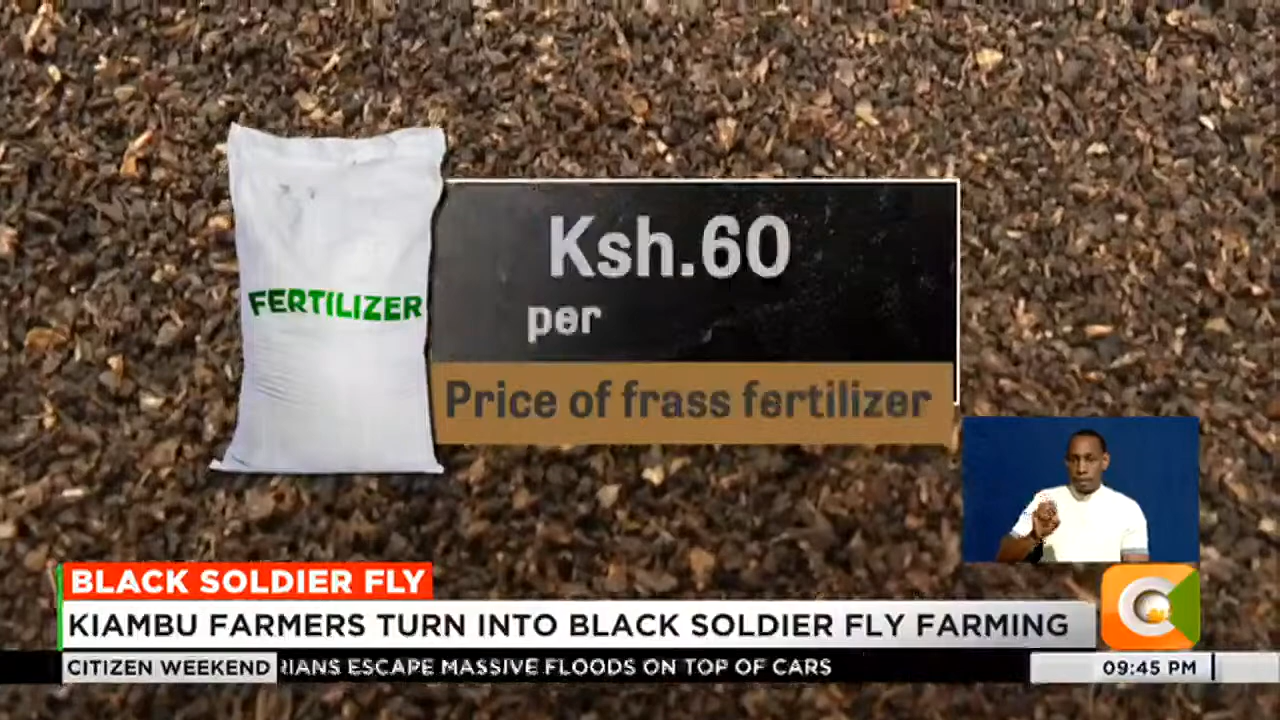 FERTILIZER
Ksh.60
per
Price of frass fertilizer
BLACK SOLDIER FLY
KIAMBU FARMERS TURN INTO BLACK SOLDIER FLY FARMING
CITIZEN WEEKEND
RIANS ESCAPE MASSIVE FLOODS ON TOP OF CARS
09:45 PM